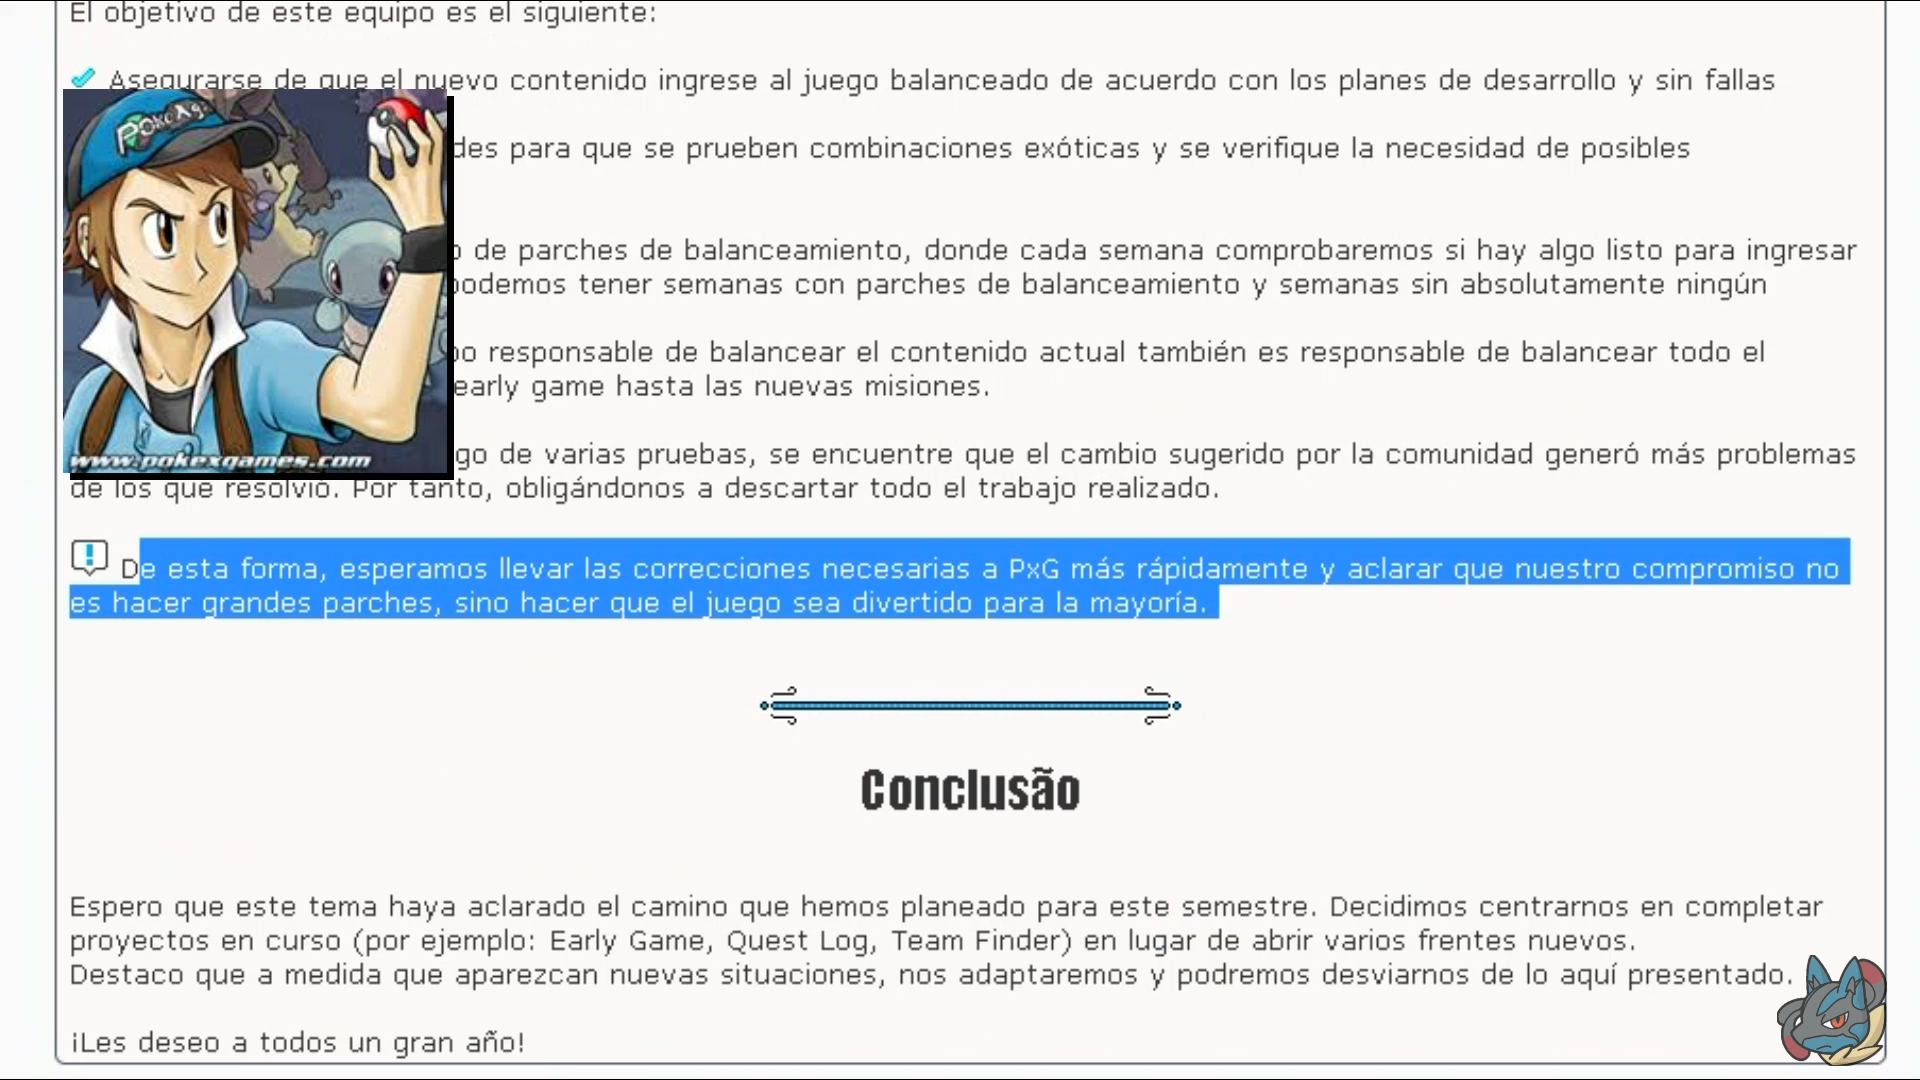 El objetivo de este equipo es el siguiente:
Asegurarse de que el nuevo contenido ingrese al juego balanceado de acuerdo con los planes de desarrollo y sin fallas
para que se prueben combinaciones exóticas y se verifique la necesidad de posibles
de parches de balanceamiento, donde cada semana comprobaremos si hay algo listo para ingresar
podemos tener semanas con parches de balanceamiento y semanas sin absolutamente ningún
responsable de balancear el contenido actual también es responsable de balancear todo el
early game hasta las nuevas misiones.
de varias pruebas, se encuentre que el cambio sugerido por la comunidad generó más problemas
de los que resolvió. Por tanto, obligándonos a descartar todo el trabajo realizado.
De esta forma, esperamos llevar las correcciones necesarias a PxG más rápidamente y aclarar que nuestro compromiso no
es hacer grandes parches, sino hacer que el juego sea divertido para la mayoría.
Conclusão
Espero que este tema haya aclarado el camino que hemos planeado para este semestre. Decidimos centrarnos en completar
proyectos en curso (por ejemplo: Early Game, Quest Log, Team Finder) en lugar de abrir varios frentes nuevos.
Destaco que a medida que aparezcan nuevas situaciones, nos adaptaremos y podremos desviarnos de lo aquí presentado.
¡Les deseo a todos un gran año!
www.pokexgames.com